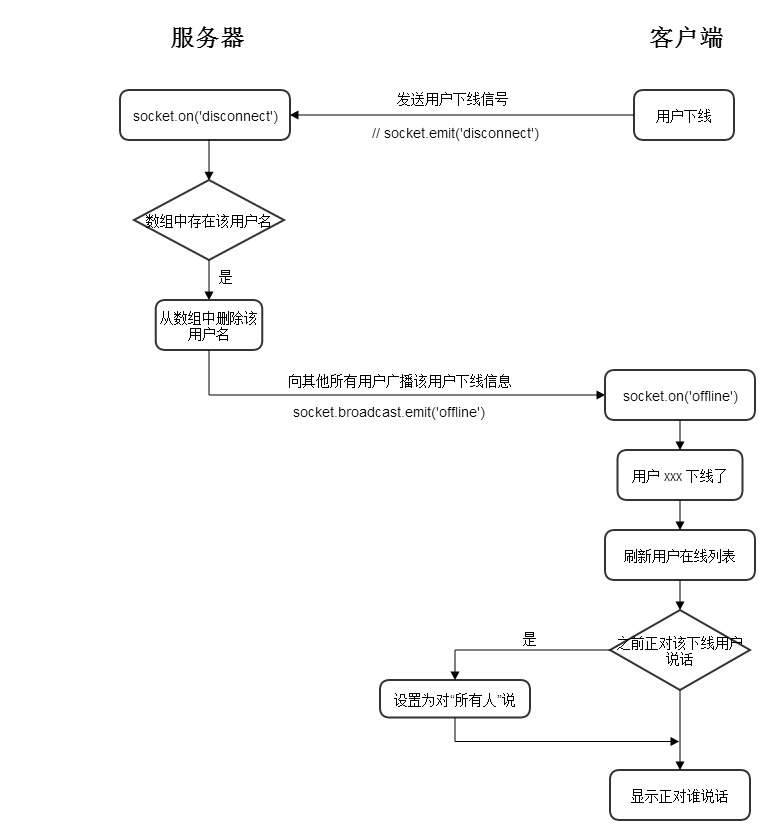 服务器
客户端
发送用户下线信号
socket.on('disconnect')
用户下线
// socket.emit('disconnect')
数组中存在该用户名
是
从数组中删除该
用户名
向其他所有用户广播该用户下线信息
socket.on('offline')
socket.broadcast.emit('offline')
用户 xxx 下线了
刷新用户在线列表
是
之前正对该下线用户
说话
设置为对“所有人”说
显示正对谁说话